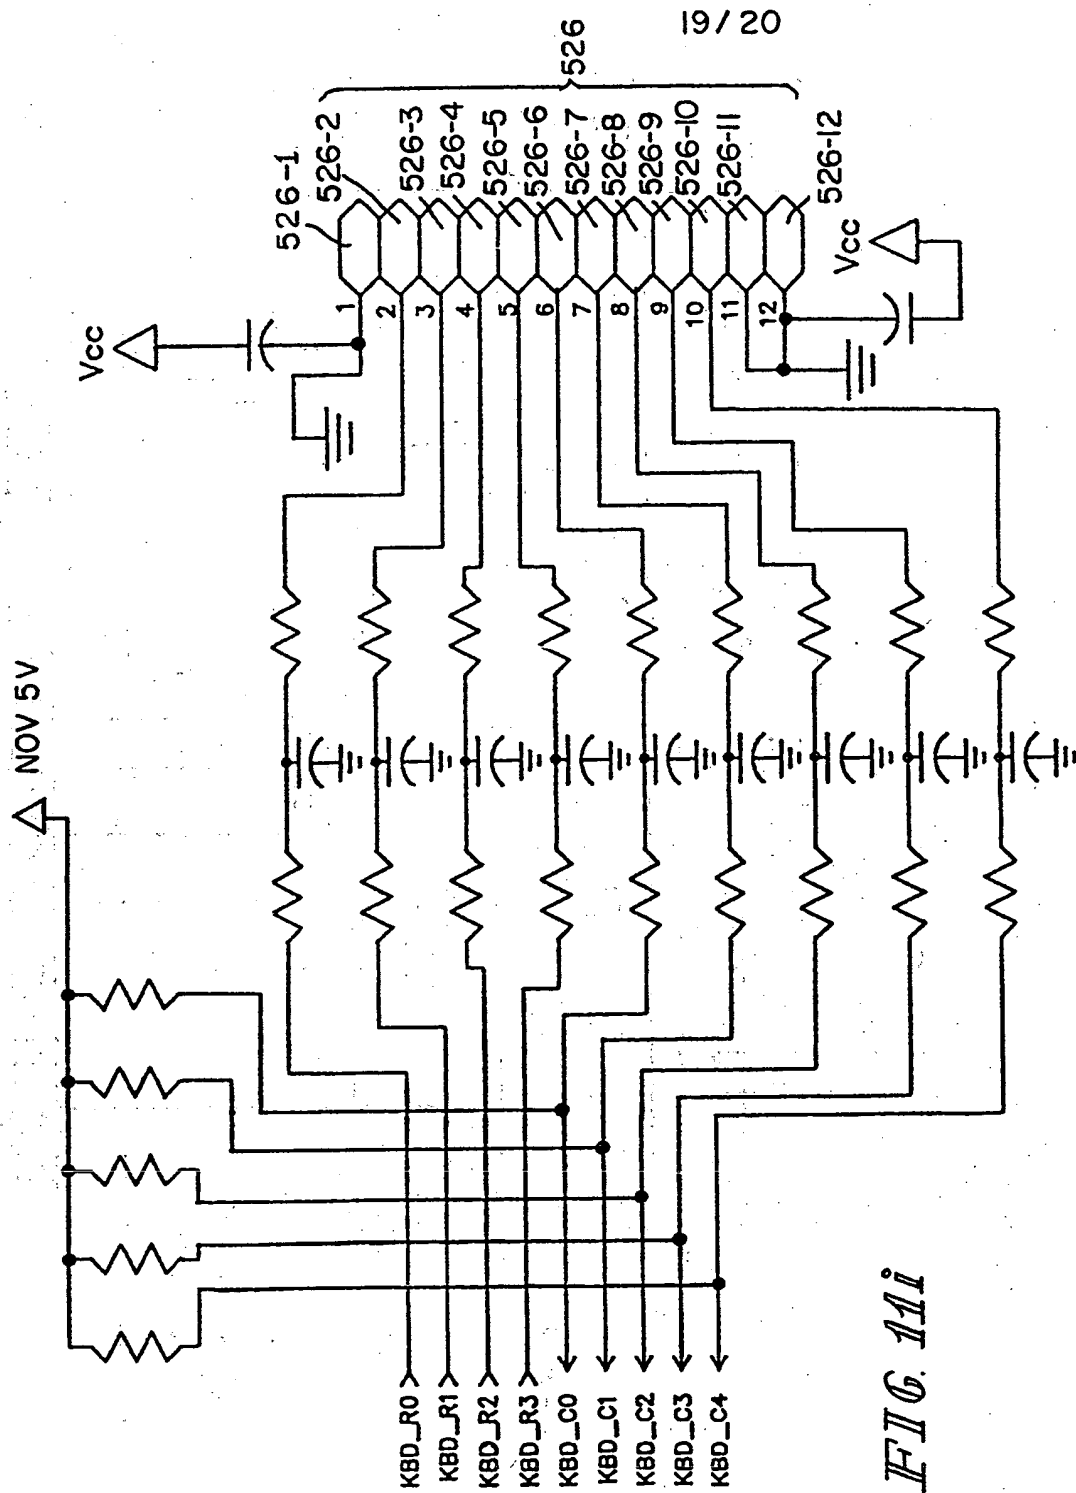 19/20
NOV 5V
Vcc
526
526-1
526-2
526-3
526-4
526-5
526-6
526-7
526-8
526-9
526-10
526-11
526-12
1
2
3
4
5
6
7
8
9
10
11
12
Vcc
KBD_R0
KBD_R1
KBD_R2
KBD_R3
KBD_C0
KBD_C1
KBD_C2
KBD_C3
KBD_C4
FIG. 11i